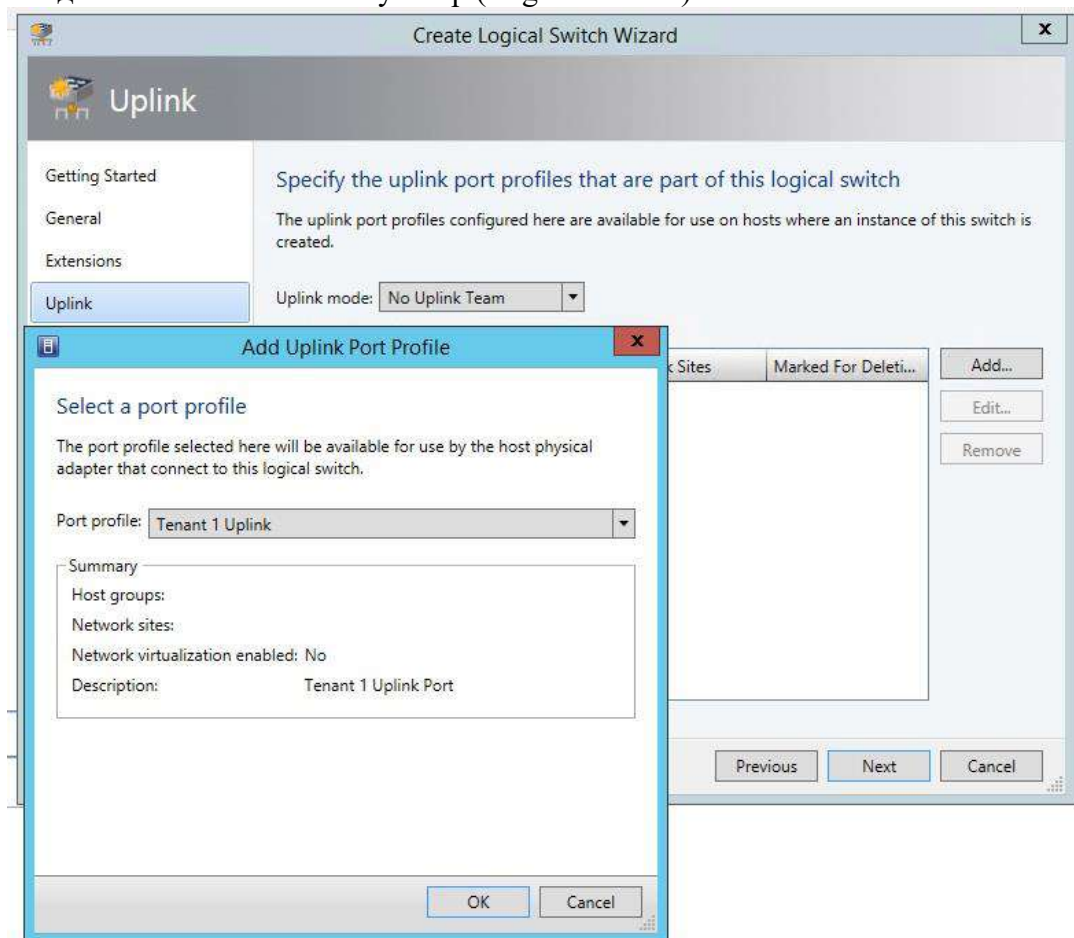 Create Logical Switch Wizard
x
Uplink
Getting Started
General
Extensions
Uplink
Specify the uplink port profiles that are part of this logical switch
The uplink port profiles configured here are available for use on hosts where an instance of this switch is
created.
Uplink mode: No Uplink Team
Sites
Marked For Deleti...
Add...
Edit...
Remove
Previous
Next
Cancel
Add Uplink Port Profile
x
Select a port profile
The port profile selected here will be available for use by the host physical
adapter that connect to this logical switch.
Port profile: Tenant 1 Uplink
Summary
Host groups:
Network sites:
Network virtualization enabled: No
Description: Tenant 1 Uplink Port
OK
Cancel